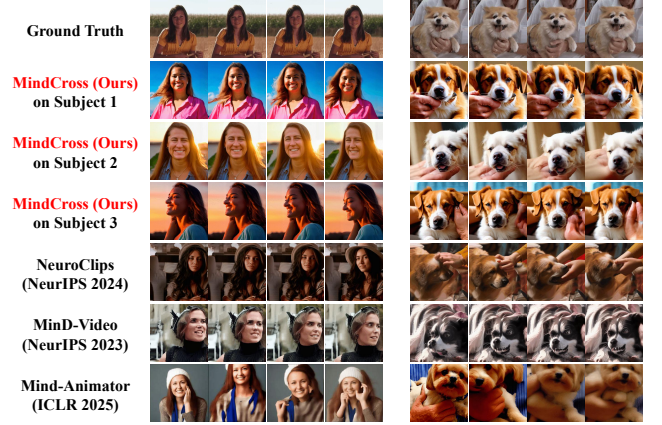 Ground Truth
MindCross (Ours)
on Subject 1
MindCross (Ours)
on Subject 2
MindCross (Ours)
on Subject 3
NeuroClips
(NeurIPS 2024)
MinD-Video
(NeurIPS 2023)
Mind-Animator
(ICLR 2025)